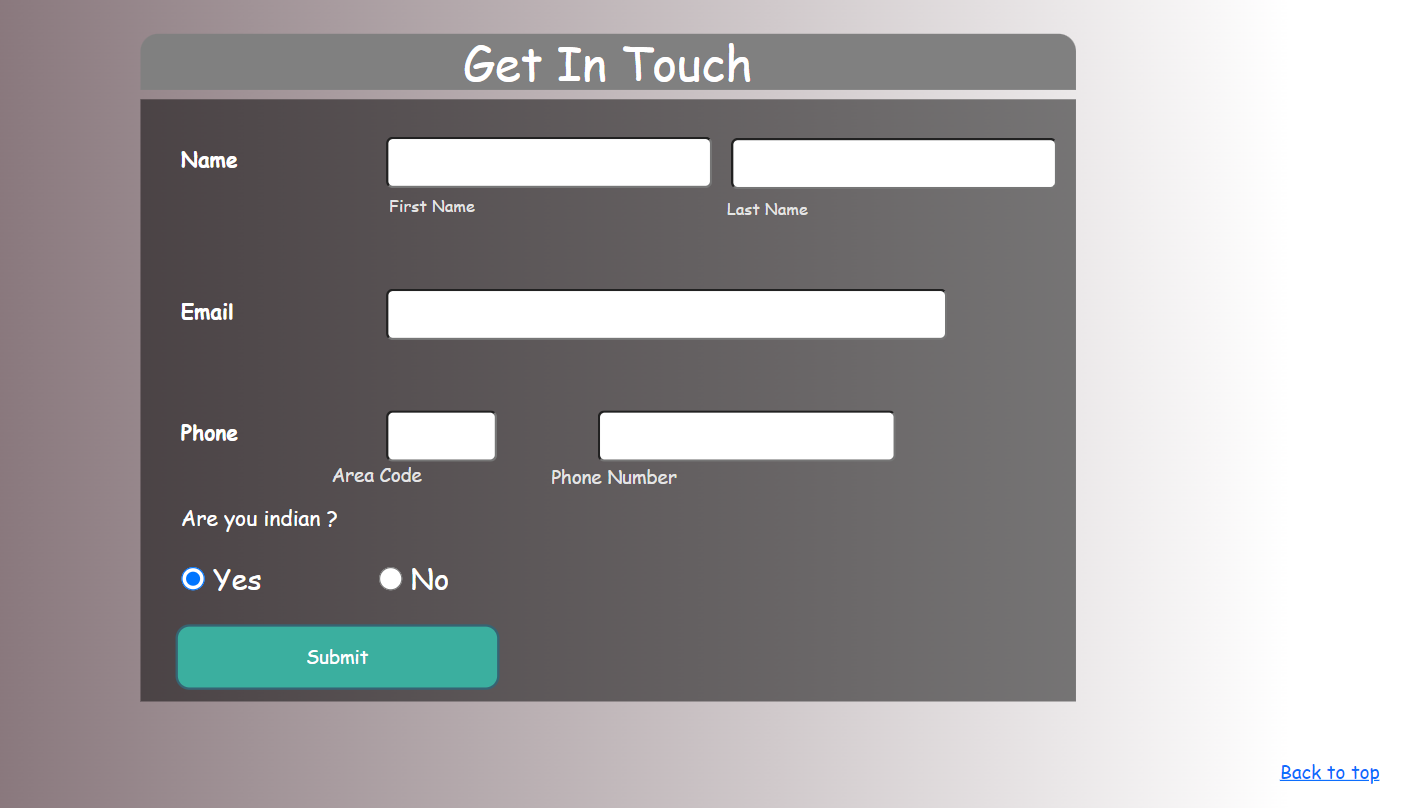 Get In Touch
Name
First Name
Last Name
Email
Phone
Area Code
Phone Number
Are you indian ?
Yes
No
Submit
Back to top